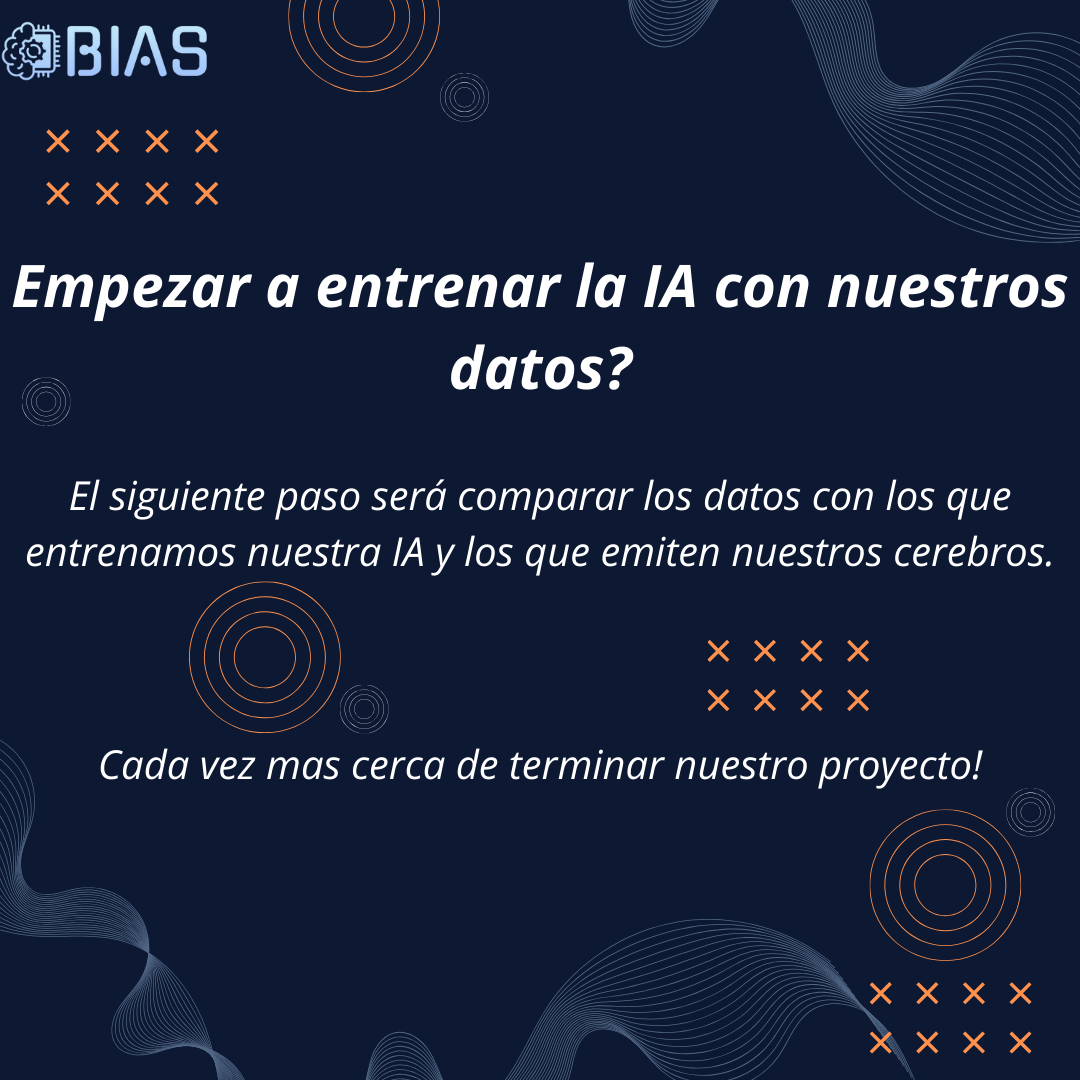 BIAS
Empezar a entrenar la IA con nuestros
datos?
El siguiente paso será comparar los datos con los que
entrenamos nuestra IA y los que emiten nuestros cerebros.
Cada vez mas cerca de terminar nuestro proyecto!